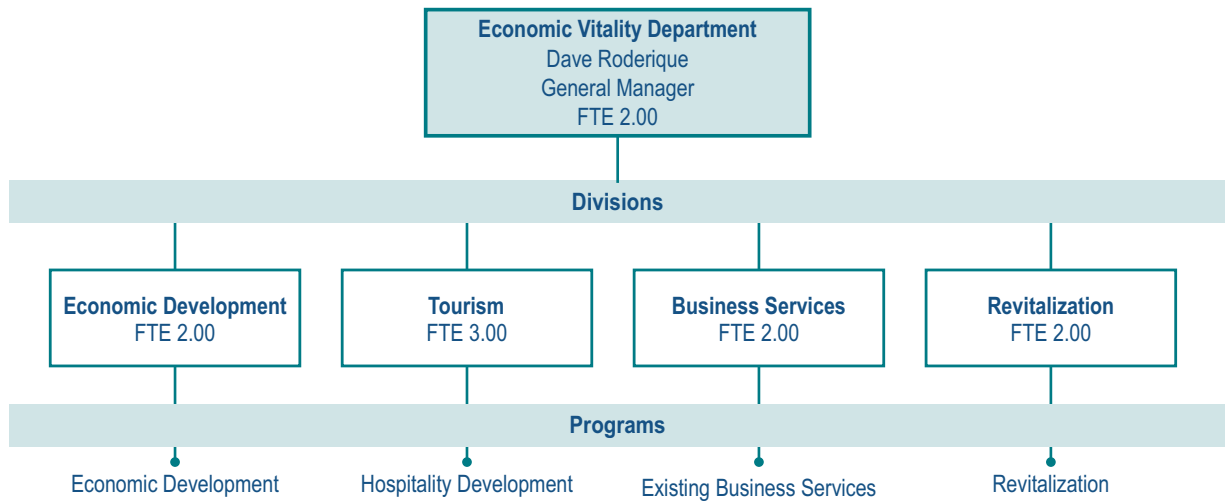 Economic Vitality Department
Dave Roderique
General Manager
FTE 2.00
Divisions
Economic Development
FTE 2.00
Tourism
FTE 3.00
Business Services
FTE 2.00
Revitalization
FTE 2.00
Programs
Economic Development
Hospitality Development
Existing Business Services
Revitalization